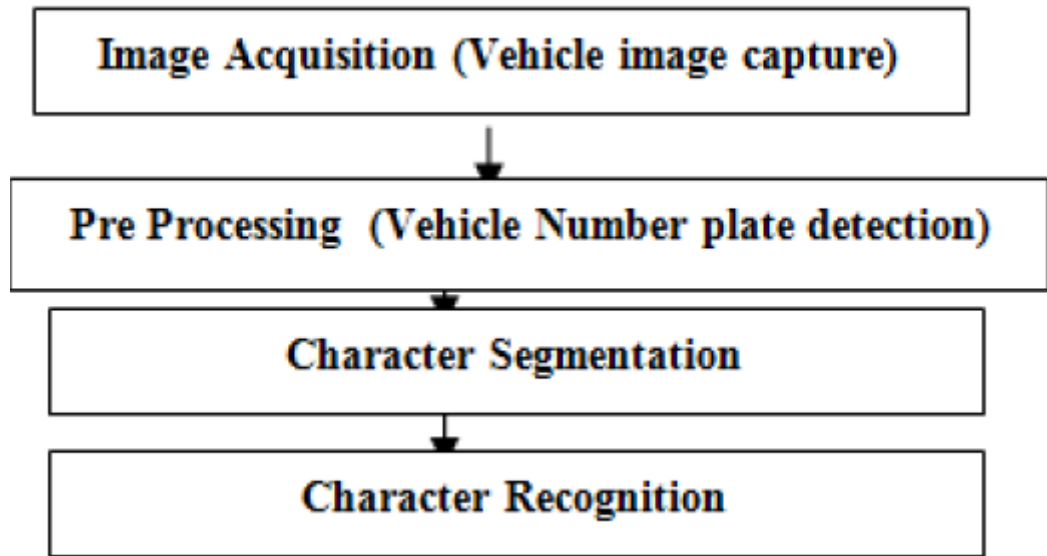 Image Acquisition (Vehicle image capture)
Pre Processing (Vehicle Number plate detection)
Character Segmentation
Character Recognition